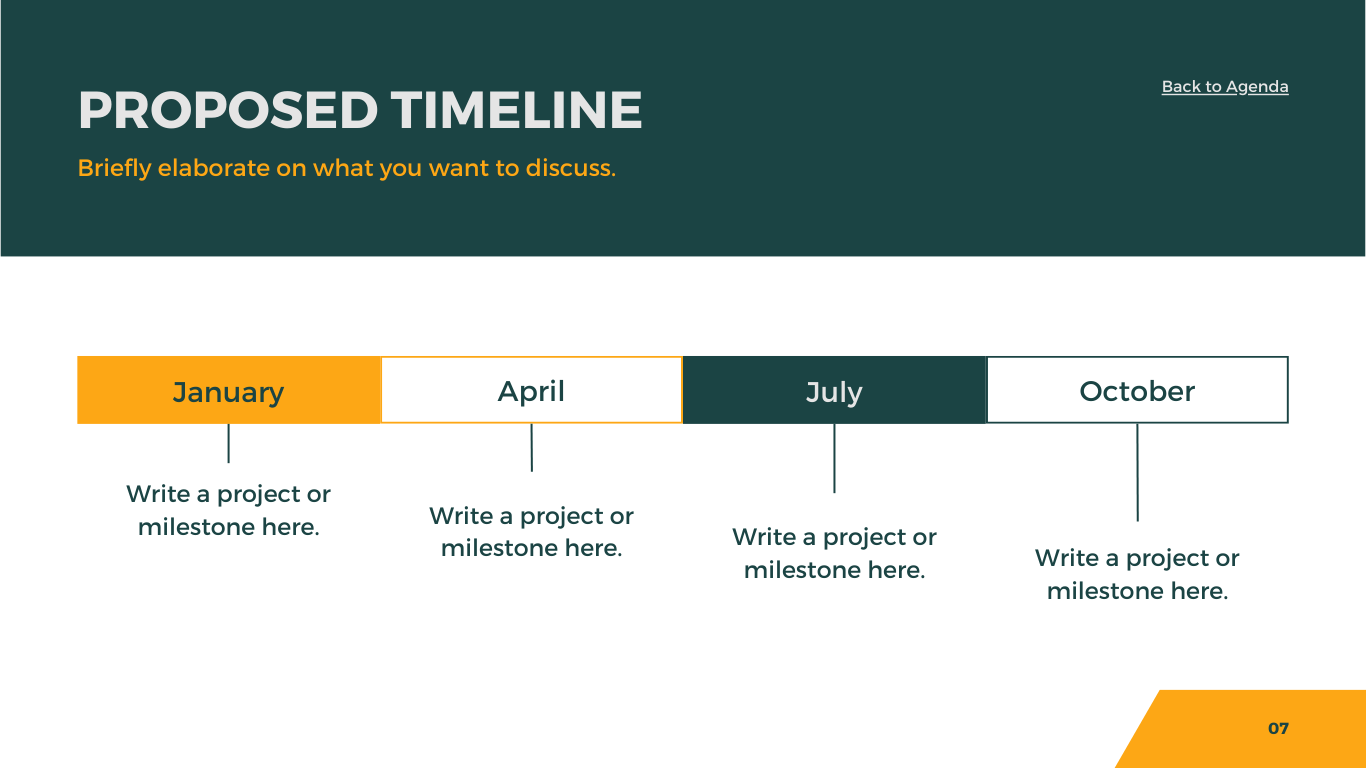 PROPOSED TIMELINE
Back to Agenda
Briefly elaborate on what you want to discuss.
January
April
July
October
Write a project or
milestone here.
Write a project or
milestone here.
Write a project or
milestone here.
Write a project or
milestone here.
07